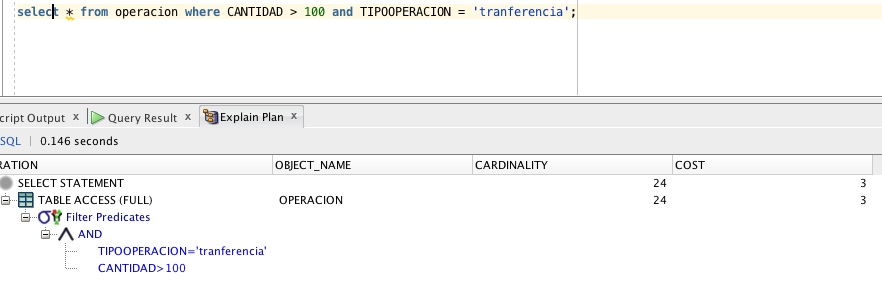 select * from operacion where CANTIDAD > 100 and TIPOOPERACION = 'tranferencia';
cript Output x Query Result x Explain Plan x
SQL | 0.146 seconds
RATION OBJECT_NAME CARDINALITY COST
SELECT STATEMENT 24 3
TABLE ACCESS (FULL) OPERACION 24 3
Filter Predicates
AND
TIPOOPERACION='tranferencia'
CANTIDAD>100